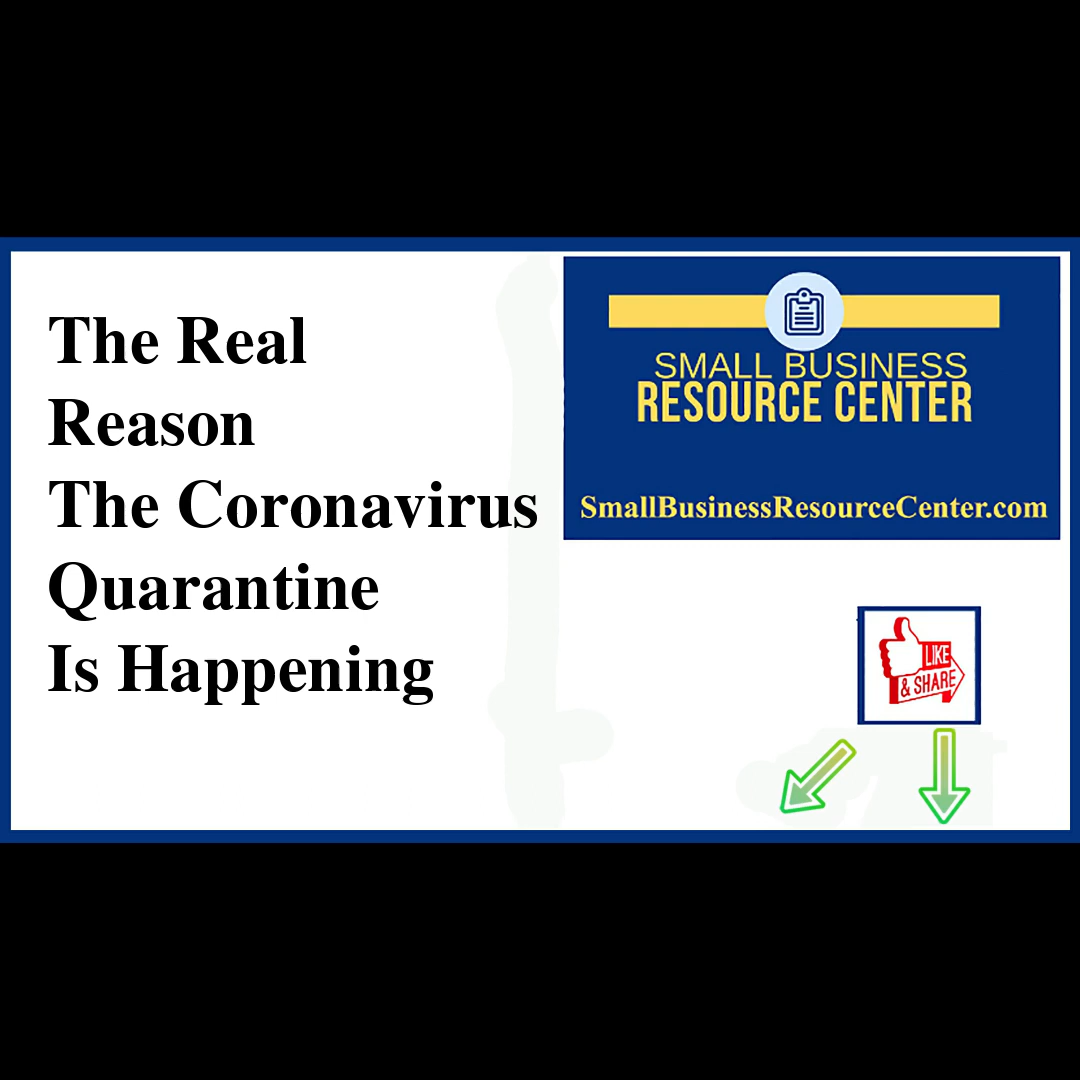 The Real
Reason
The Coronavirus
Quarantine
Is Happening
SMALL BUSINESS
RESOURCE CENTER
SmallBusinessResourceCenter.com
LIKE
& SHARE